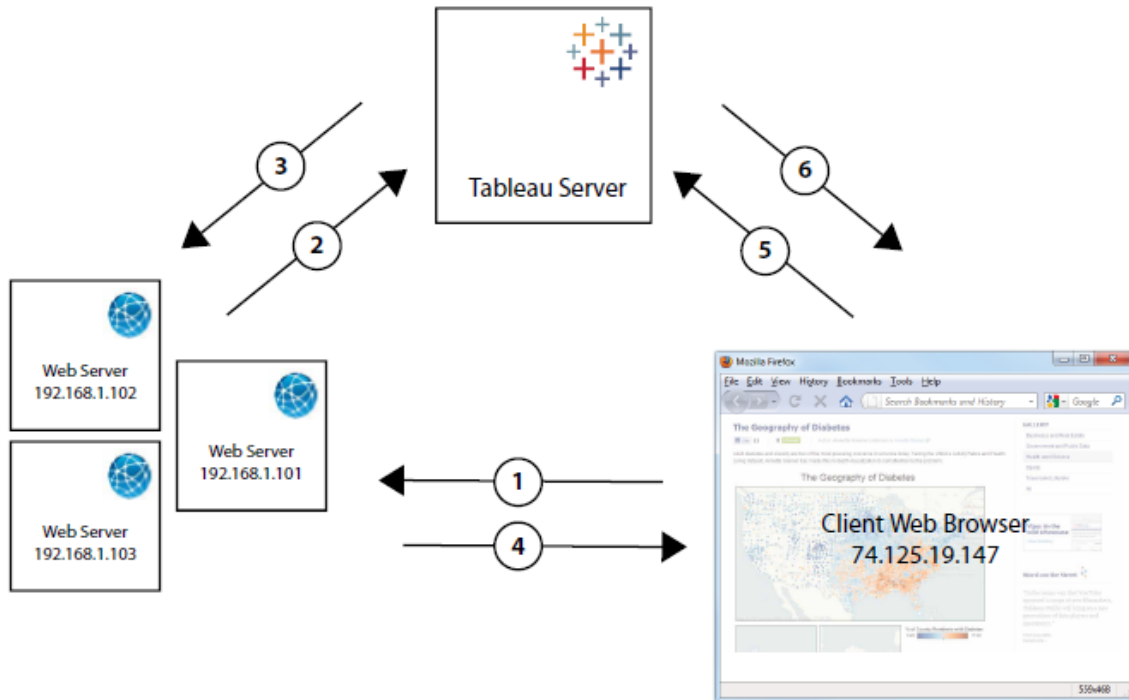 Tableau Server
3
2
6
5
Web Server
192.168.1.102
Web Server
192.168.1.101
Web Server
192.168.1.103
1
4
Mozilla Firefox
File Edit View History Bookmarks Tools Help
Search Bookmarks and History
Google
The Geography of Diabetes
The Geography of Diabetes
Client Web Browser
74.125.19.147
559x468